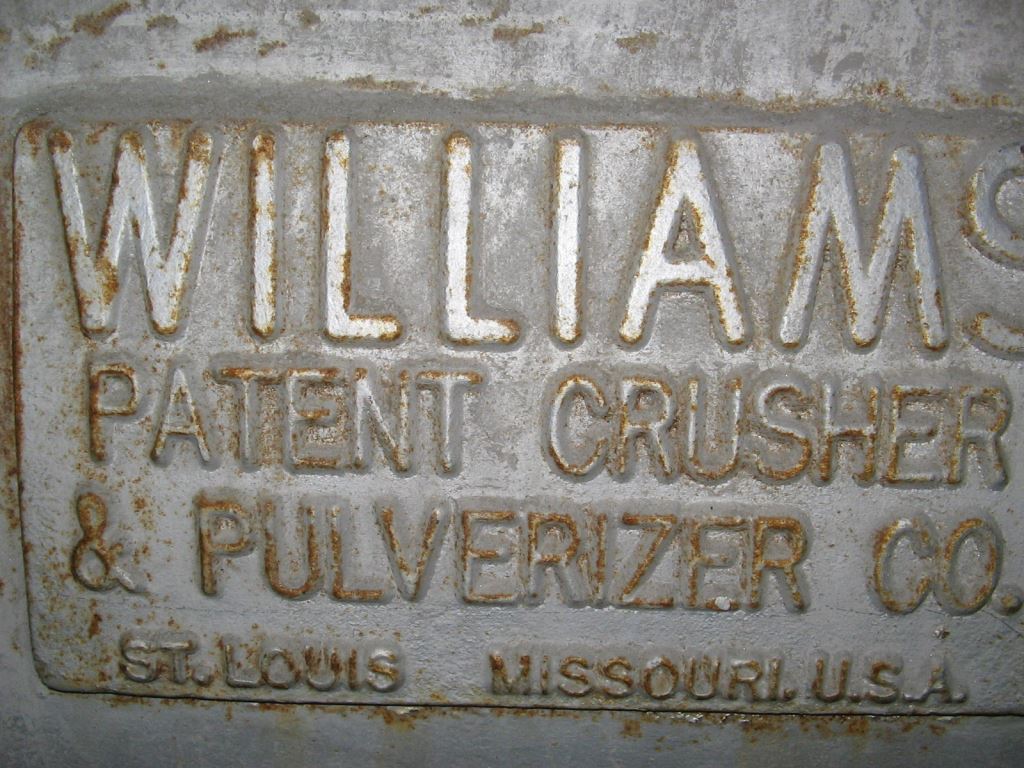 WILLIAMS
PATENT CRUSHER
& PULVERIZER CO.
ST. LOUIS MISSOURI. U.S.A.